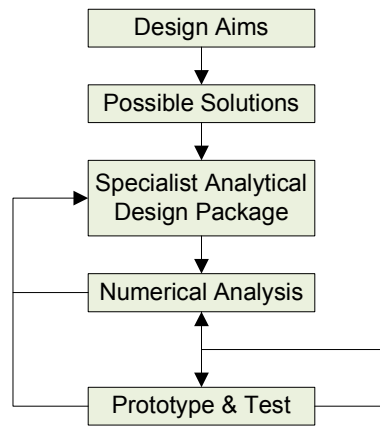 Design Aims
Possible Solutions
Specialist Analytical
Design Package
Numerical Analysis
Prototype & Test